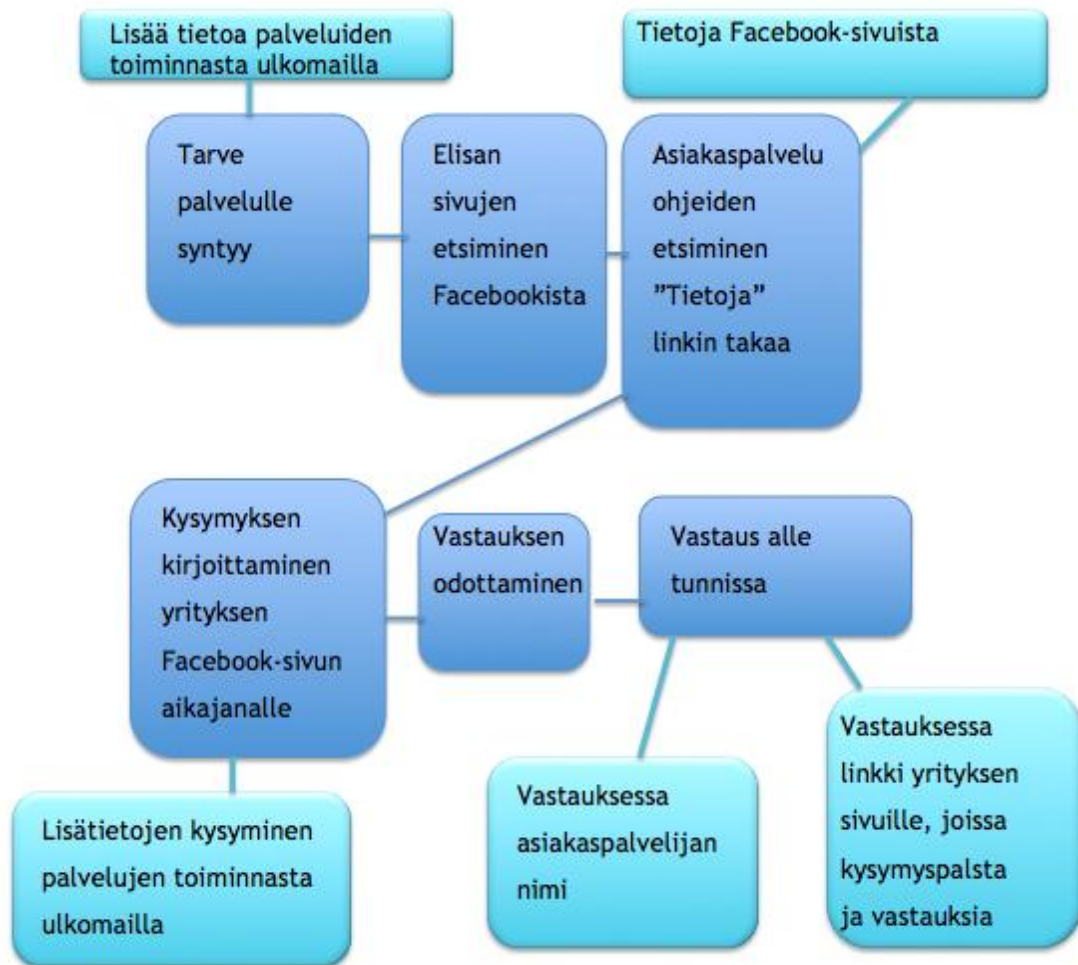 Lisää tietoa palveluiden
toiminnasta ulkomailla
Tietoja Facebook-sivuista
Tarve
palvelulle
syntyy
Elisan
sivujen
etsiminen
Facebookista
Asiakaspalvelu
ohjeiden
etsiminen
”Tietoja”
linkin takaa
Kysymyksen
kirjoittaminen
yrityksen
Facebook-sivun
aikajanalle
Vastauksen
odottaminen
Vastaus alle
tunnissa
Lisätietojen kysyminen
palvelujen toiminnasta
ulkomailla
Vastauksessa
asiakaspalvelijan
nimi
Vastauksessa
linkki yrityksen
sivuille, joissa
kysymyspalsta
ja vastauksia